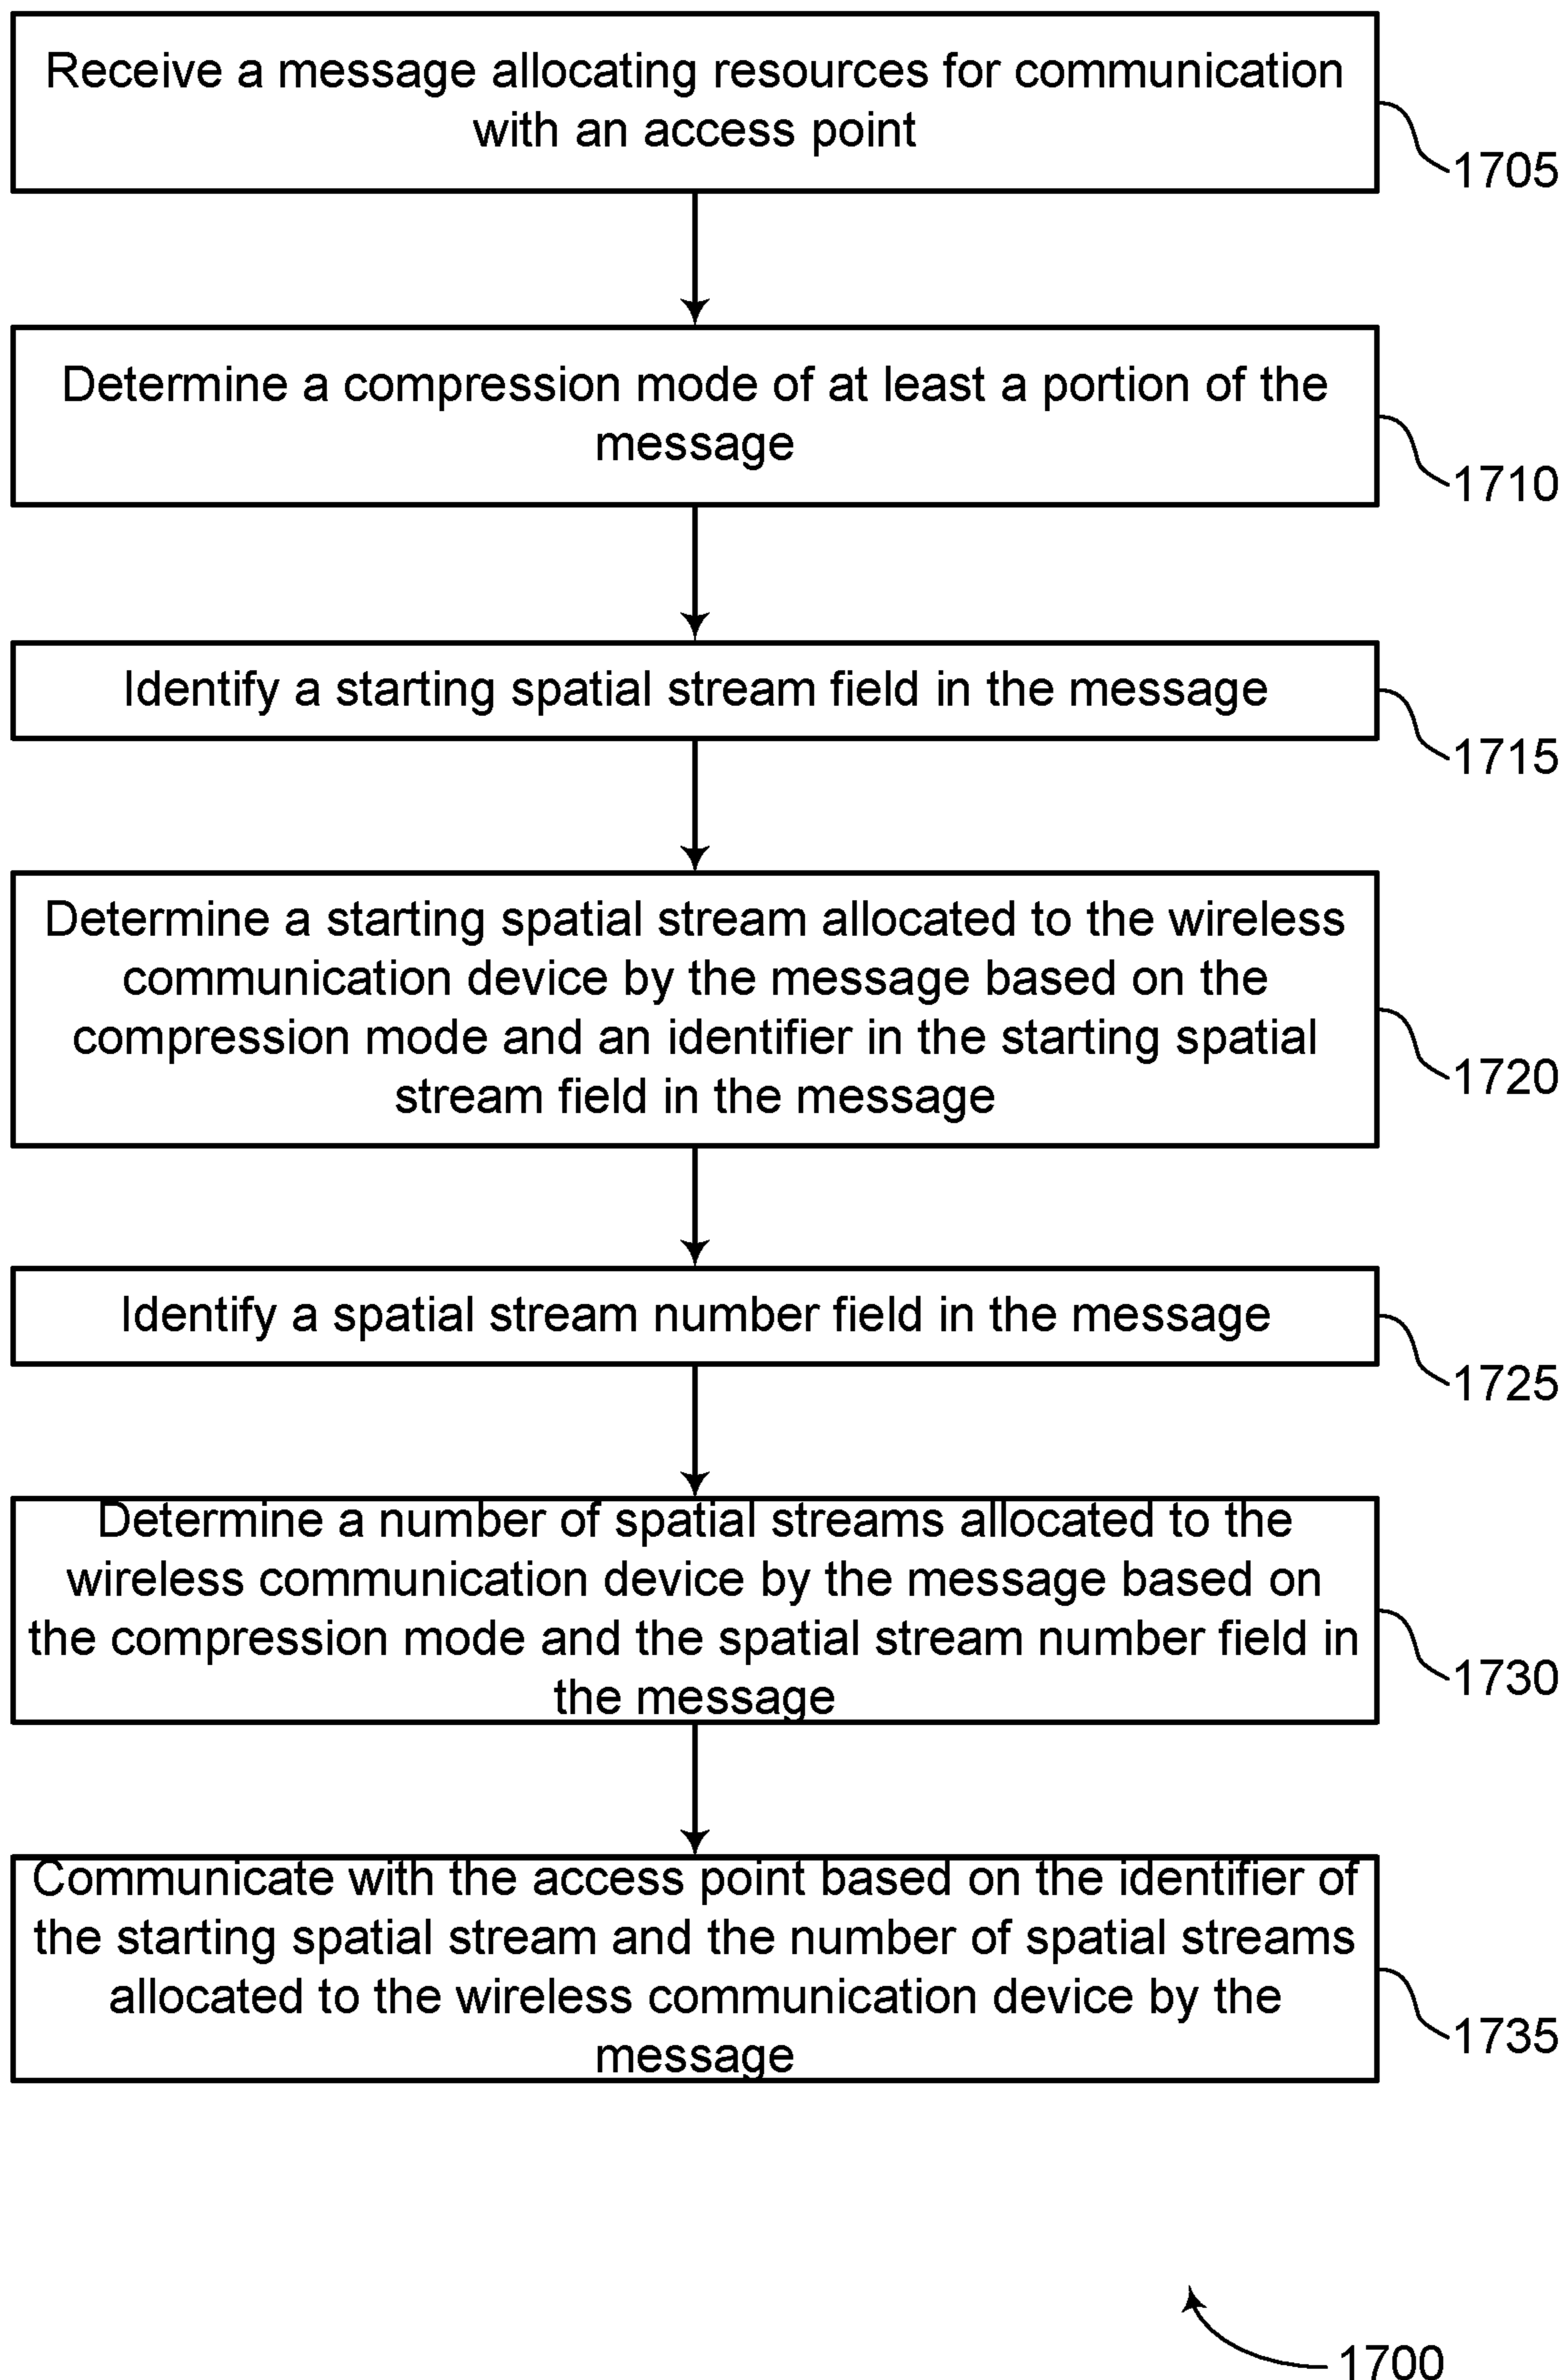 Receive a message allocating resources for communication
with an access point
1705
Determine a compression mode of at least a portion of the
message
1710
Identify a starting spatial stream field in the message
1715
Determine a starting spatial stream allocated to the wireless
communication device by the message based on the
compression mode and an identifier in the starting spatial
stream field in the message
1720
Identify a spatial stream number field in the message
1725
Determine a number of spatial streams allocated to the
wireless communication device by the message based on
the compression mode and the spatial stream number field in
the message
1730
Communicate with the access point based on the identifier of
the starting spatial stream and the number of spatial streams
allocated to the wireless communication device by the
message
1735
1700